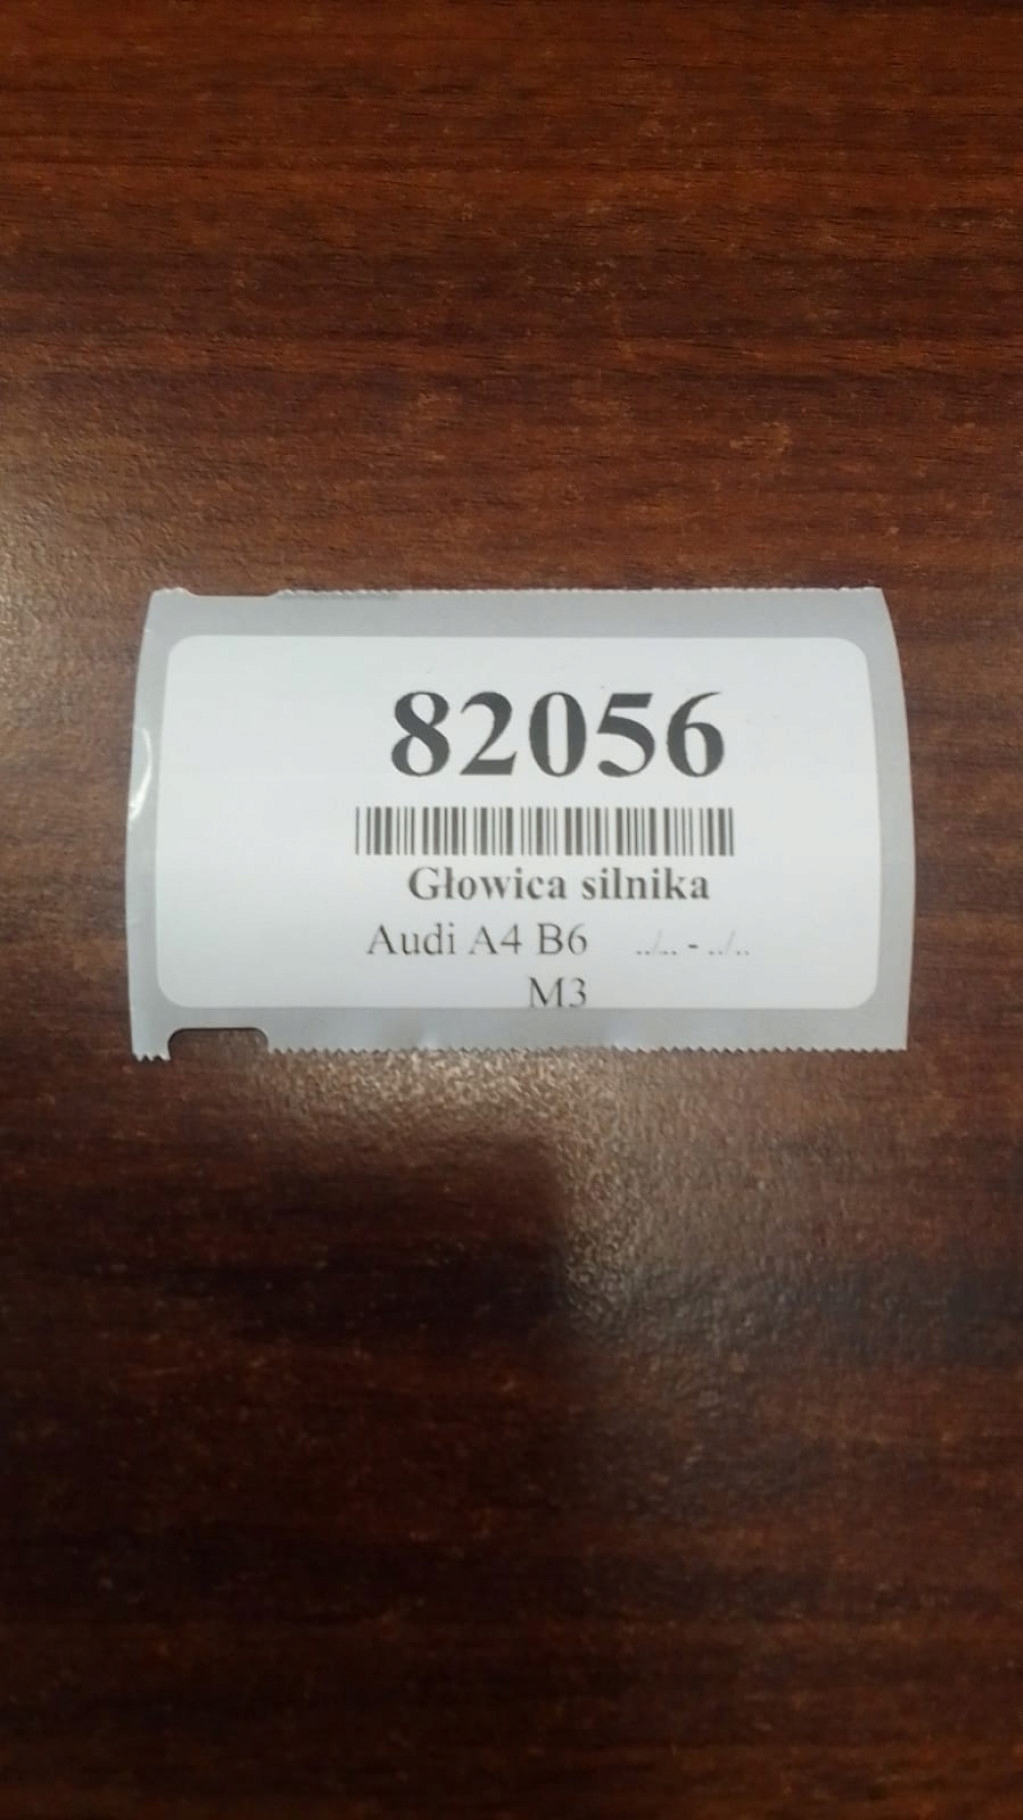 82056
Głowica silnika
Audi A4 B6 ../.. - ../..
M3